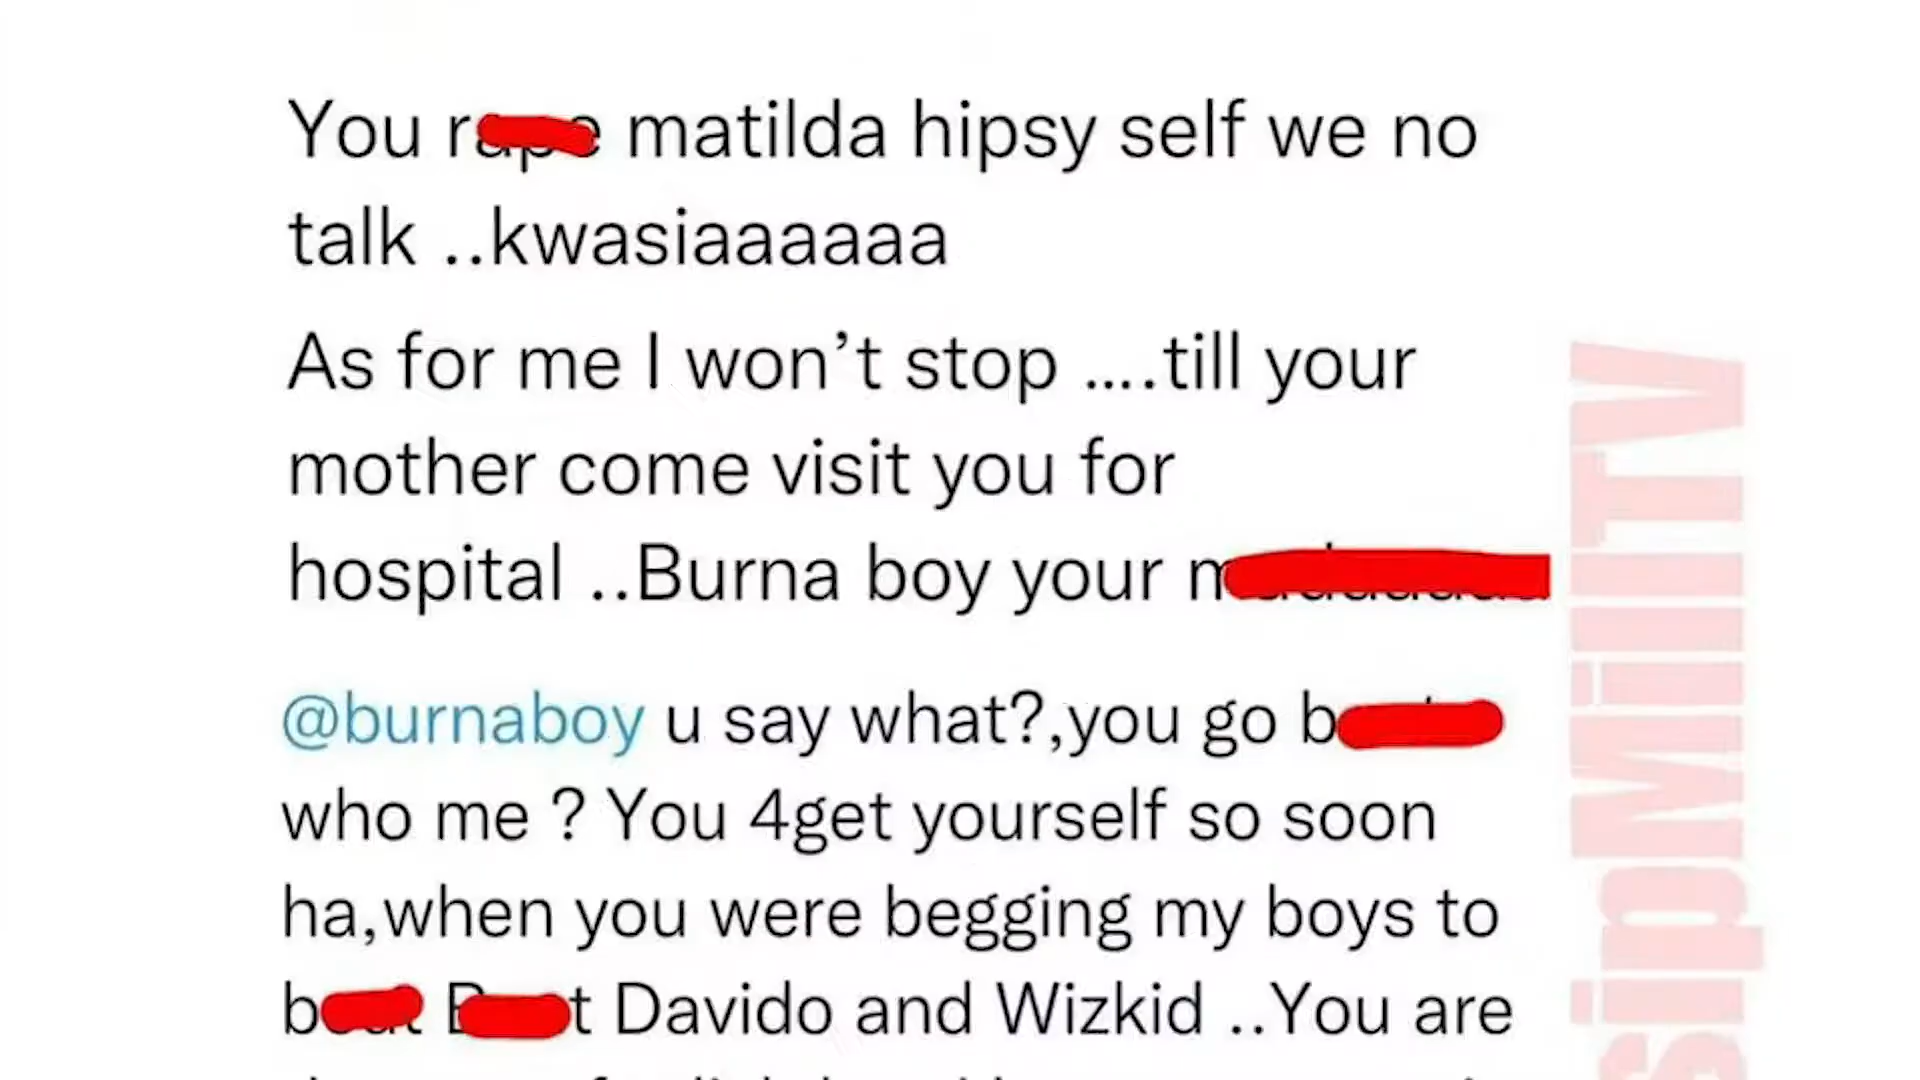 You matilda hipsy self we no
talk ..kwasiaaaaaa
As for me I won’t stop ....till your
mother come visit you for
hospital ..Burna boy your
@burnaboy u say what?,you go
who me ? You 4get yourself so soon
ha,when you were begging my boys to
Davido and Wizkid ..You are
sipMillTV